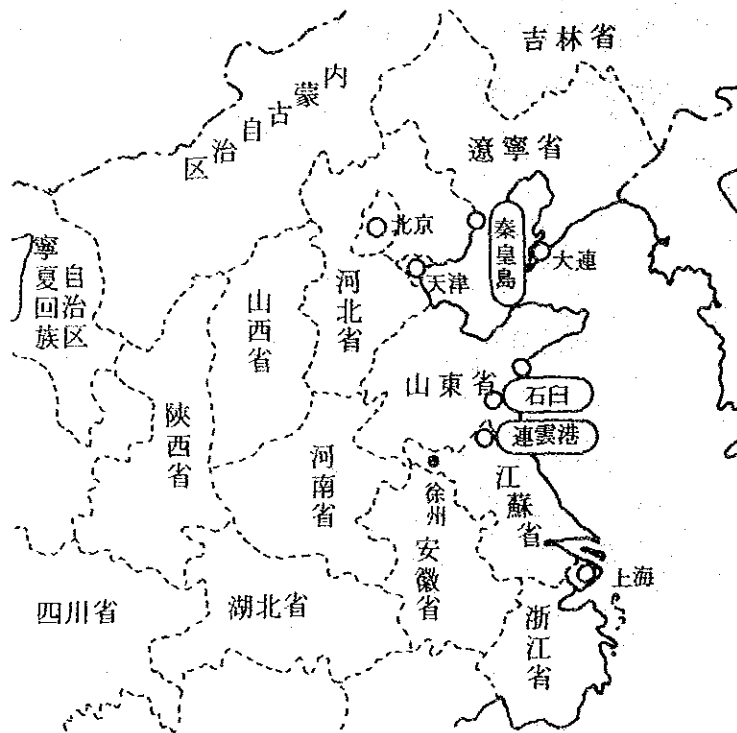 吉林省
内蒙古自治区
遼寧省
北京
秦皇島
大連
天津
寧夏回族
自治区
山西省
河北省
山東省
石臼
連雲港
陝西省
河南省
徐州
江蘇省
安徽省
上海
四川省
湖北省
浙江省